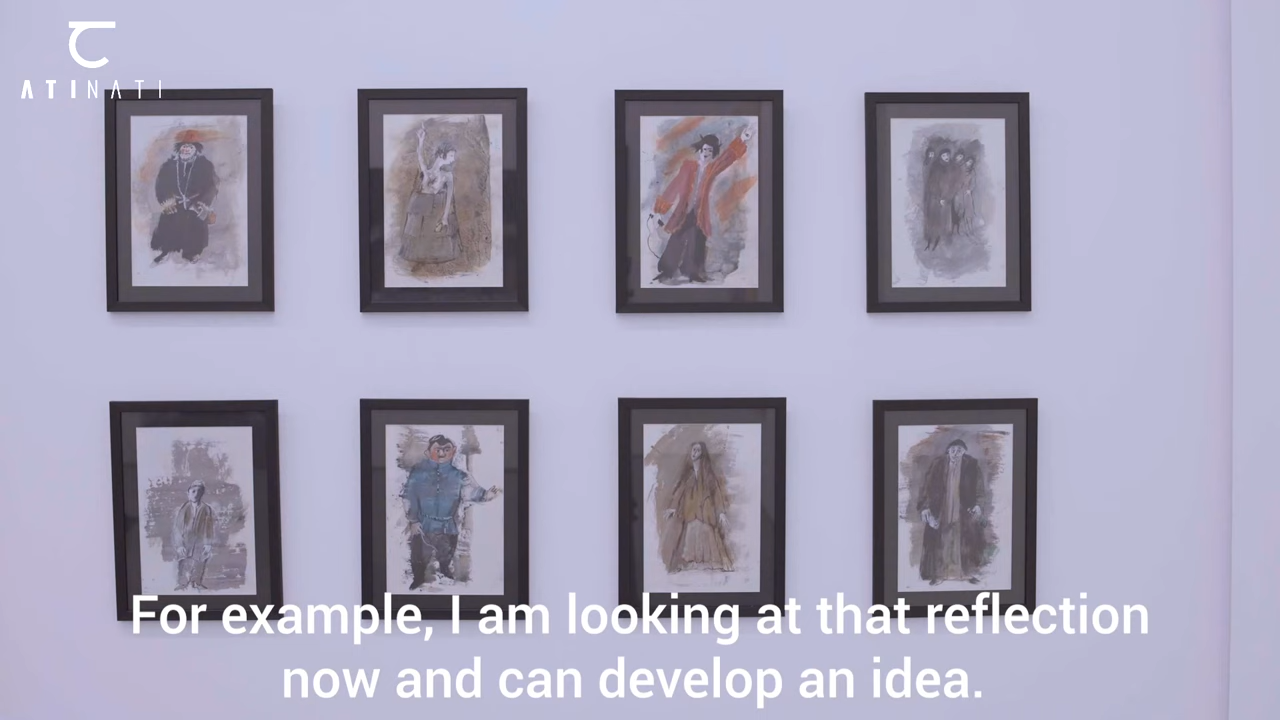 ATINATI
For example, I am looking at that reflection
now and can develop an idea.